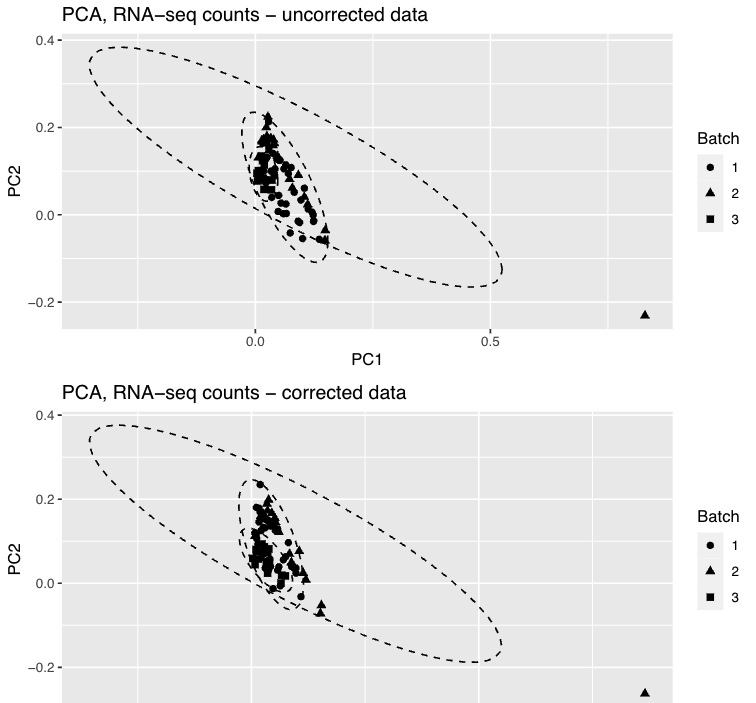 PCA, RNA−seq counts − uncorrected data
0.4
0.2
0.0
−0.2
PC2
0.0
0.5
PC1
Batch
1
2
3
PCA, RNA−seq counts − corrected data
0.4
0.2
0.0
−0.2
PC2
Batch
1
2
3